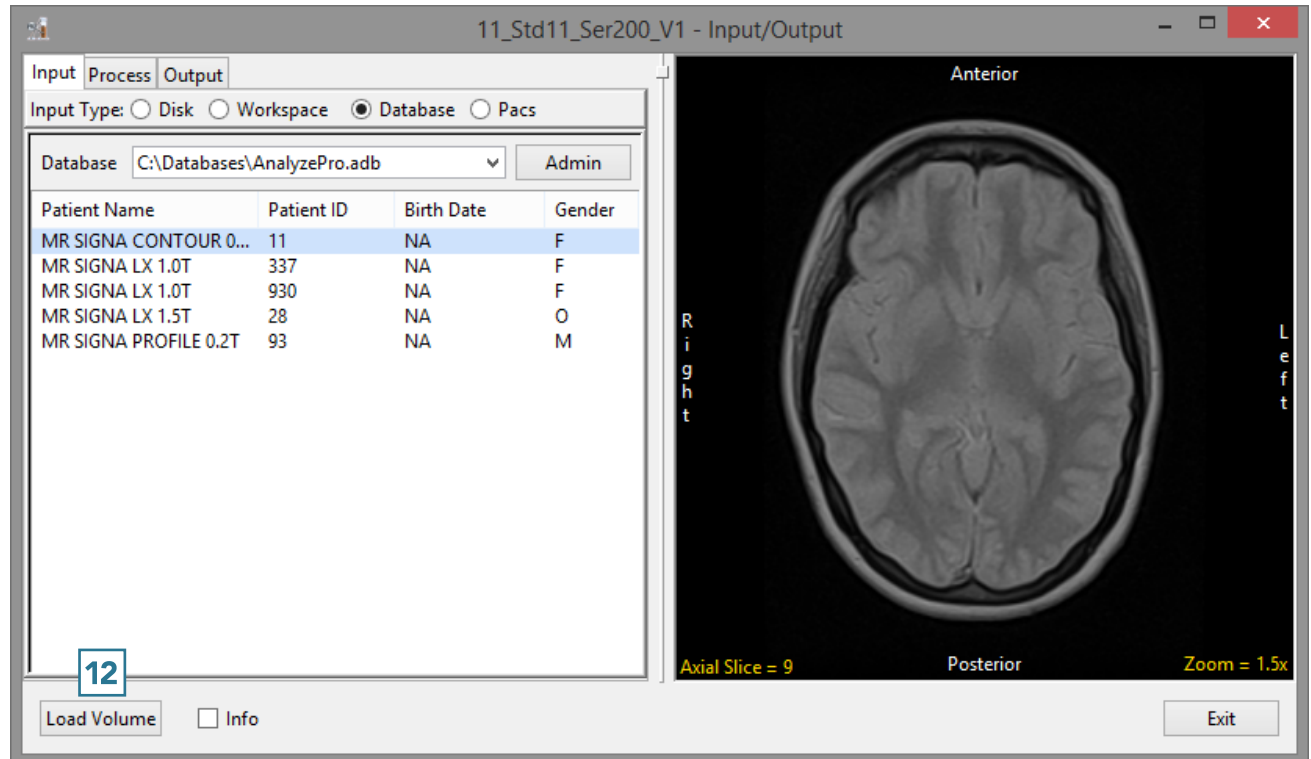 11_Std11_Ser200_V1 - Input/Output
Input Process Output
Input Type: Disk Workspace Database Pacs
Database C:\Databases\AnalyzePro.adb Admin
Patient Name Patient ID Birth Date Gender
MR SIGNA CONTOUR 0... 11 NA F
MR SIGNA LX 1.0T 337 NA F
MR SIGNA LX 1.0T 930 NA F
MR SIGNA LX 1.5T 28 NA O
MR SIGNA PROFILE 0.2T 93 NA M
12
Load Volume Info
Anterior
Right
Left
Axial Slice = 9 Posterior Zoom = 1.5x
Exit